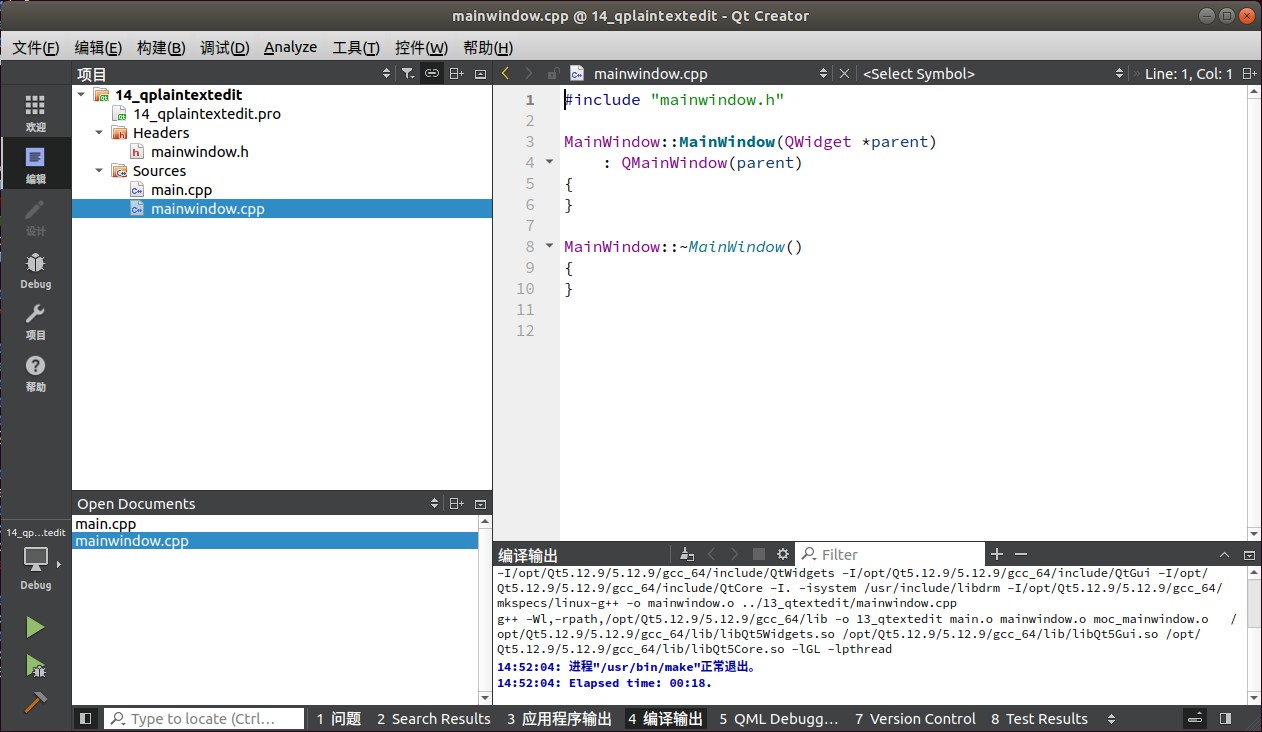 mainwindow.cpp @ 14_qplaintextedit - Qt Creator
文件(F) 编辑(E) 构建(B) 调试(D) Analyze 工具(T) 控件(W) 帮助(H)
项目
mainwindow.cpp
<Select Symbol>
Line: 1, Col: 1
欢迎
编辑
设计
Debug
项目
帮助
14_qp...tedit
Debug
14_qplaintextedit
14_qplaintextedit.pro
Headers
mainwindow.h
Sources
main.cpp
mainwindow.cpp
Open Documents
main.cpp
mainwindow.cpp
1 #include "mainwindow.h"
2
3 MainWindow::MainWindow(QWidget *parent)
4     : QMainWindow(parent)
5 {
6 }
7
8 MainWindow::~MainWindow()
9 {
10 }
11
12
编译输出
Filter
-I/opt/Qt5.12.9/5.12.9/gcc_64/include/QtWidgets -I/opt/Qt5.12.9/5.12.9/gcc_64/include/QtGui -I/opt/
Qt5.12.9/5.12.9/gcc_64/include/QtCore -I. -isystem /usr/include/libdrm -I/opt/Qt5.12.9/5.12.9/gcc_64/
mkspecs/linux-g++ -o mainwindow.o ../13_qtextedit/mainwindow.cpp
g++ -Wl,-rpath,/opt/Qt5.12.9/5.12.9/gcc_64/lib -o 13_qtextedit main.o mainwindow.o moc_mainwindow.o   /
opt/Qt5.12.9/5.12.9/gcc_64/lib/libQt5Widgets.so /opt/Qt5.12.9/5.12.9/gcc_64/lib/libQt5Gui.so /opt/
Qt5.12.9/5.12.9/gcc_64/lib/libQt5Core.so -lGL -lpthread
14:52:04: 进程"/usr/bin/make"正常退出。
14:52:04: Elapsed time: 00:18.
Type to locate (Ctrl...
1 问题 2 Search Results 3 应用程序输出 4 编译输出 5 QML Debugg... 7 Version Control 8 Test Results